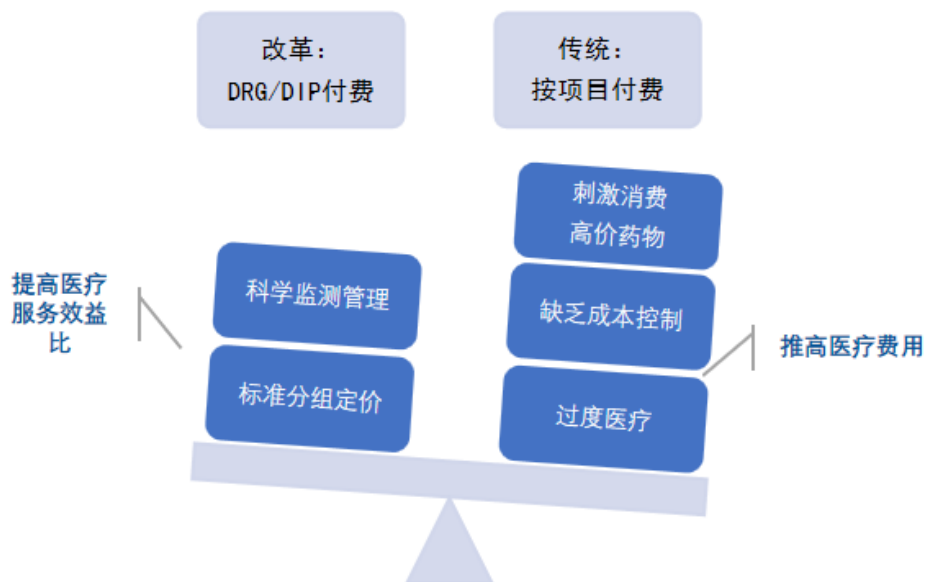 改革：
DRG/DIP付费
传统：
按项目付费
刺激消费
高价药物
科学监测管理
缺乏成本控制
提高医疗
服务效益
比
推高医疗费用
标准分组定价
过度医疗